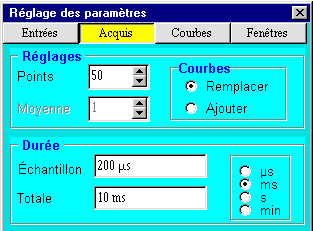 Réglage des paramètres
Entrées Acquis Courbes Fenêtres
Réglages
Points 50
Moyenne 1
Courbes
Remplacer
Ajouter
Durée
Échantillon 200 µs
Totale 10 ms
µs
ms
s
min